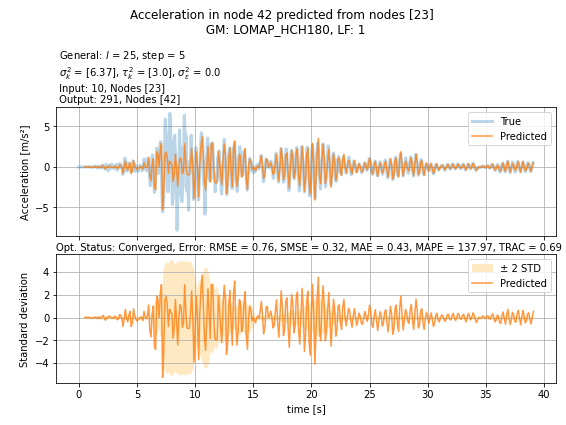 Acceleration in node 42 predicted from nodes [23]
GM: LOMAP_HCH180, LF: 1
General: l = 25, step = 5
σ²ₖ = [6.37], τ²ₖ = [3.0], σ²ε = 0.0
Input: 10, Nodes [23]
Output: 291, Nodes [42]
Acceleration [m/s²]
5
0
−5
True
Predicted
Opt. Status: Converged, Error: RMSE = 0.76, SMSE = 0.32, MAE = 0.43, MAPE = 137.97, TRAC = 0.69
Standard deviation
4
2
0
−2
−4
± 2 STD
Predicted
0 5 10 15 20 25 30 35 40
time [s]